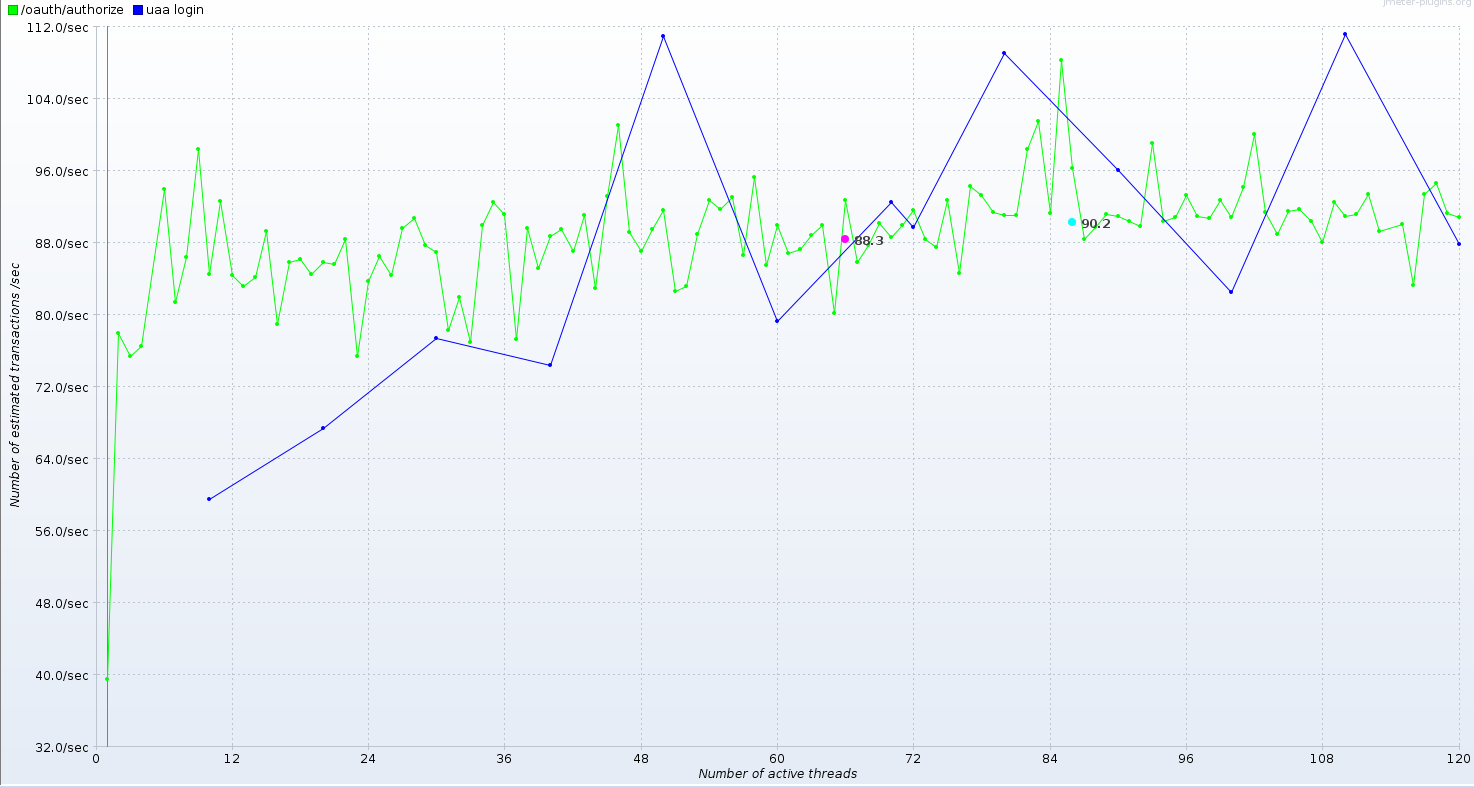 jmeter-plugins.org
/oauth/authorize uaa login
112.0/sec
104.0/sec
96.0/sec
88.0/sec
80.0/sec
72.0/sec
64.0/sec
56.0/sec
48.0/sec
40.0/sec
32.0/sec
Number of estimated transactions /sec
88.3
90.2
0 12 24 36 48 60 72 84 96 108 120
Number of active threads